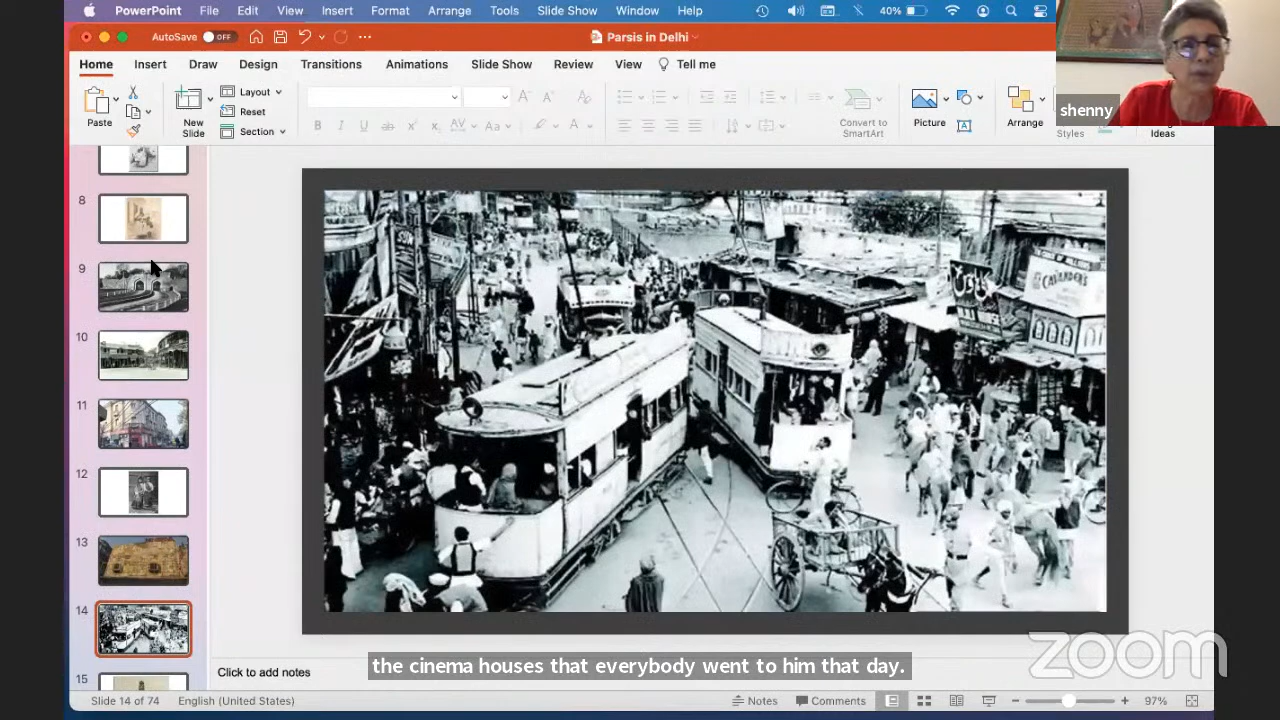 PowerPoint File Edit View Insert Format Arrange Tools Slide Show Window Help 40%
AutoSave OFF Parsis in Delhi
Home Insert Draw Design Transitions Animations Slide Show Review View Tell me
Paste New Slide Layout Reset Section Convert to SmartArt Picture Arrange Styles Ideas
shenny
8
9
10
11
12
13
14
15
CAVANDER'S
Click to add notes
the cinema houses that everybody went to him that day.
zoom
Slide 14 of 74 English (United States) Notes Comments 97%